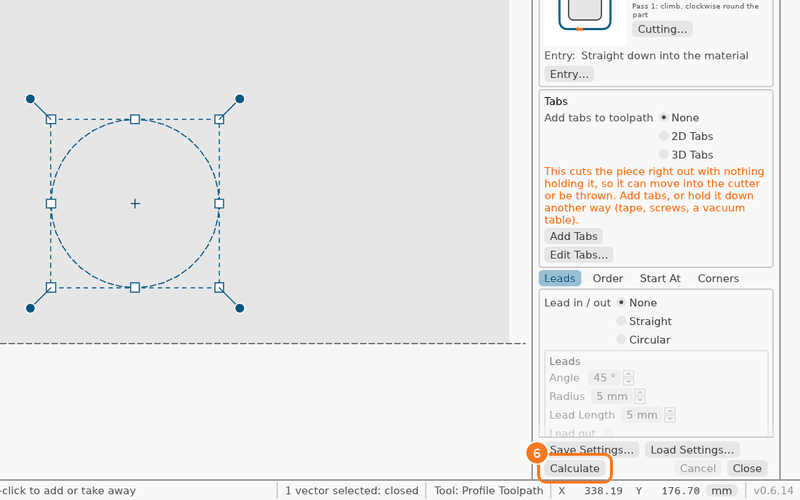 Pass 1: climb, clockwise round the
part
Cutting...
Entry: Straight down into the material
Entry...
Tabs
Add tabs to toolpath None
2D Tabs
3D Tabs
This cuts the piece right out with nothing
holding it, so it can move into the cutter
or be thrown. Add tabs, or hold it down
another way (tape, screws, a vacuum
table).
Add Tabs
Edit Tabs...
Leads Order Start At Corners
Lead in / out None
Straight
Circular
Leads
Angle 45 °
Radius 5 mm
Lead Length 5 mm
Lead out
6
Save Settings... Load Settings...
Calculate Cancel Close
-click to add or take away 1 vector selected: closed Tool: Profile Toolpath X 338.19 Y 176.70 mm v0.6.14